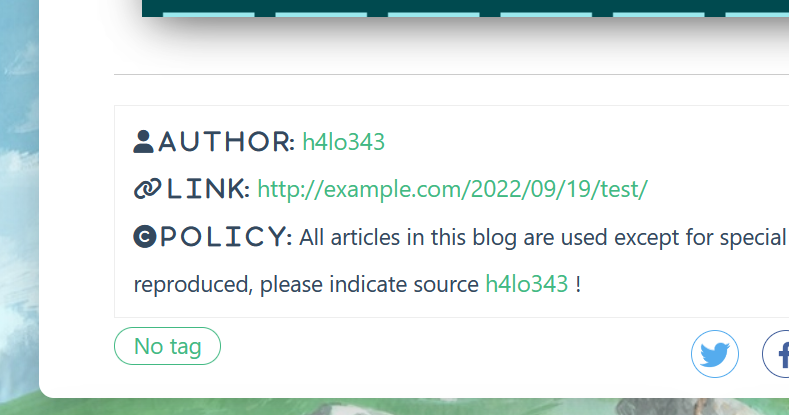 AUTHOR: h4lo343
LINK: http://example.com/2022/09/19/test/
POLICY: All articles in this blog are used except for special
reproduced, please indicate source h4lo343 !
No tag